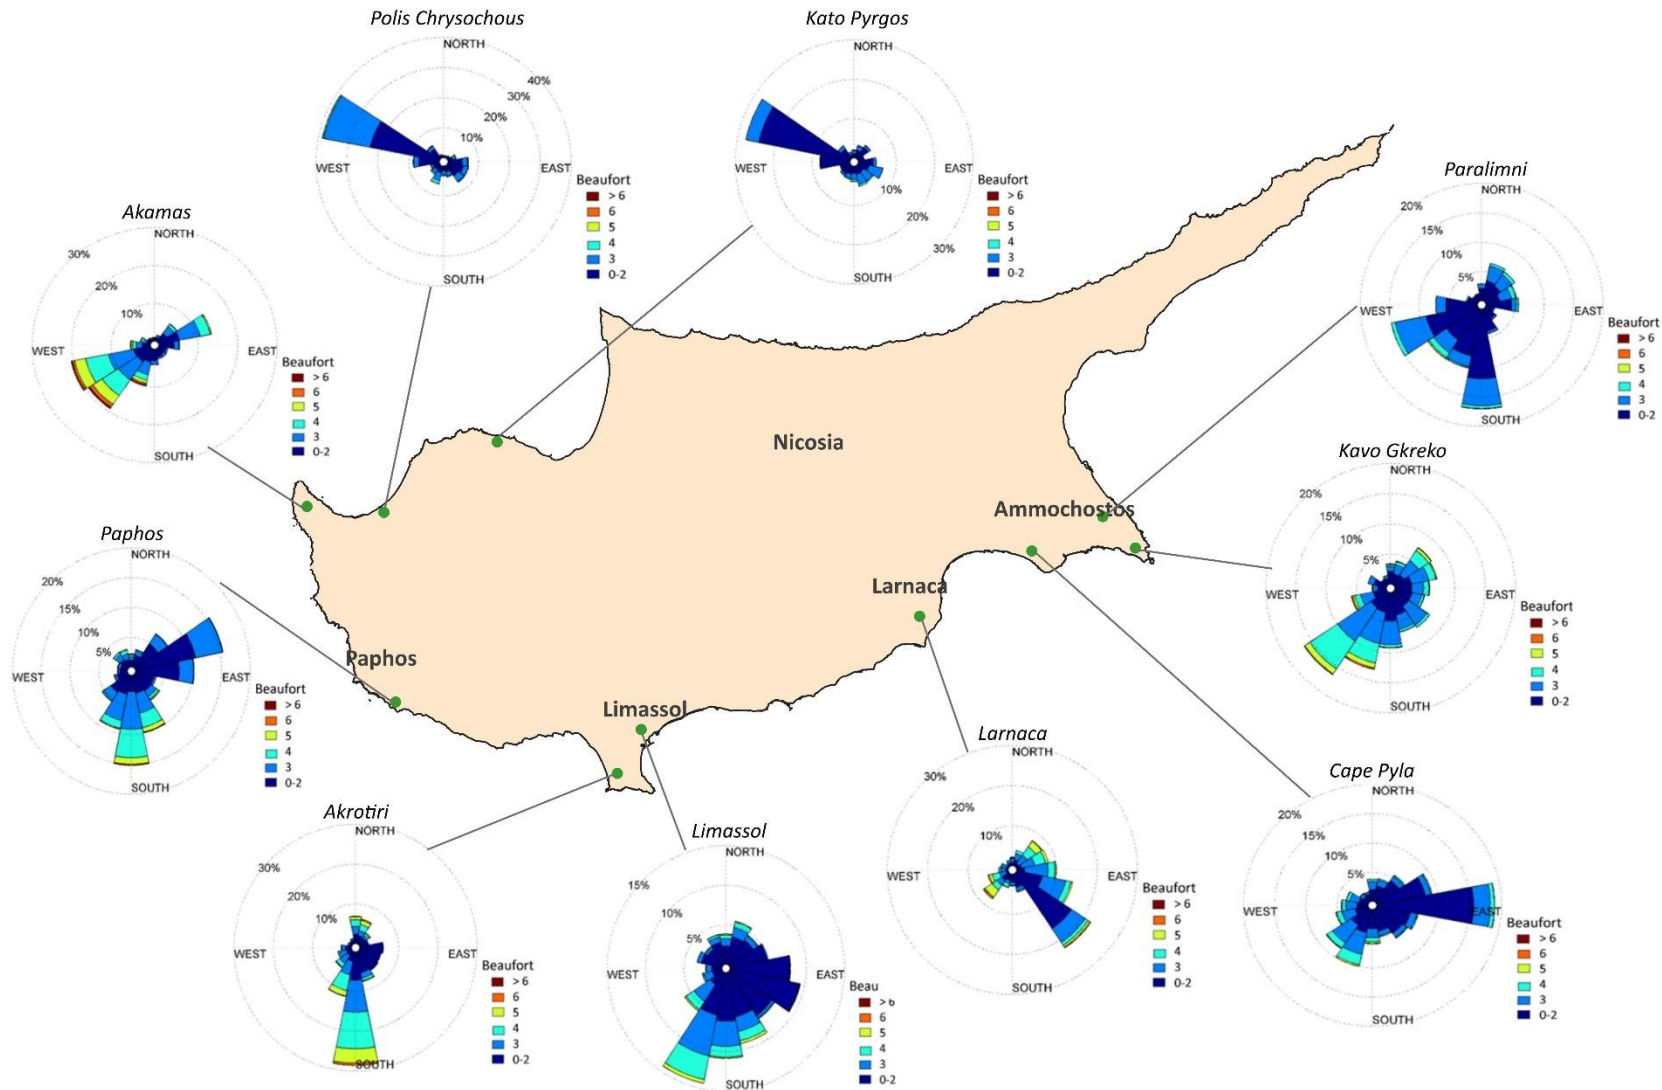 Polis Chrysochous
NORTH
40%
30%
20%
10%
WEST
EAST
SOUTH
Beaufort
> 6
6
5
4
3
0-2
Kato Pyrgos
NORTH
WEST
EAST
10%
20%
30%
SOUTH
Beaufort
> 6
6
5
4
3
0-2
Paralimni
NORTH
20%
15%
10%
5%
WEST
EAST
SOUTH
Beaufort
> 6
6
5
4
3
0-2
Akamas
NORTH
30%
20%
10%
WEST
EAST
SOUTH
Beaufort
> 6
6
5
4
3
0-2
Nicosia
Ammochostos
Larnaca
Paphos
Limassol
Kavo Gkreko
NORTH
20%
15%
10%
5%
WEST
EAST
SOUTH
Beaufort
> 6
6
5
4
3
0-2
Paphos
NORTH
20%
15%
10%
5%
WEST
EAST
SOUTH
Beaufort
> 6
6
5
4
3
0-2
Akrotiri
NORTH
30%
20%
10%
WEST
EAST
SOUTH
Beaufort
> 6
6
5
4
3
0-2
Limassol
NORTH
15%
10%
5%
WEST
EAST
SOUTH
Beau
> 6
6
5
4
3
0-2
Larnaca
NORTH
30%
20%
10%
WEST
EAST
SOUTH
Beaufort
> 6
6
5
4
3
0-2
Cape Pyla
NORTH
20%
15%
10%
5%
WEST
EAST
SOUTH
Beaufort
> 6
6
5
4
3
0-2